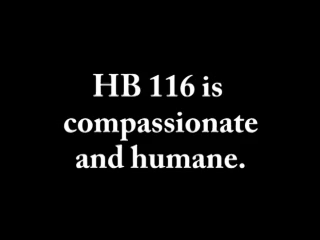 HB 116 is
compassionate
and humane.